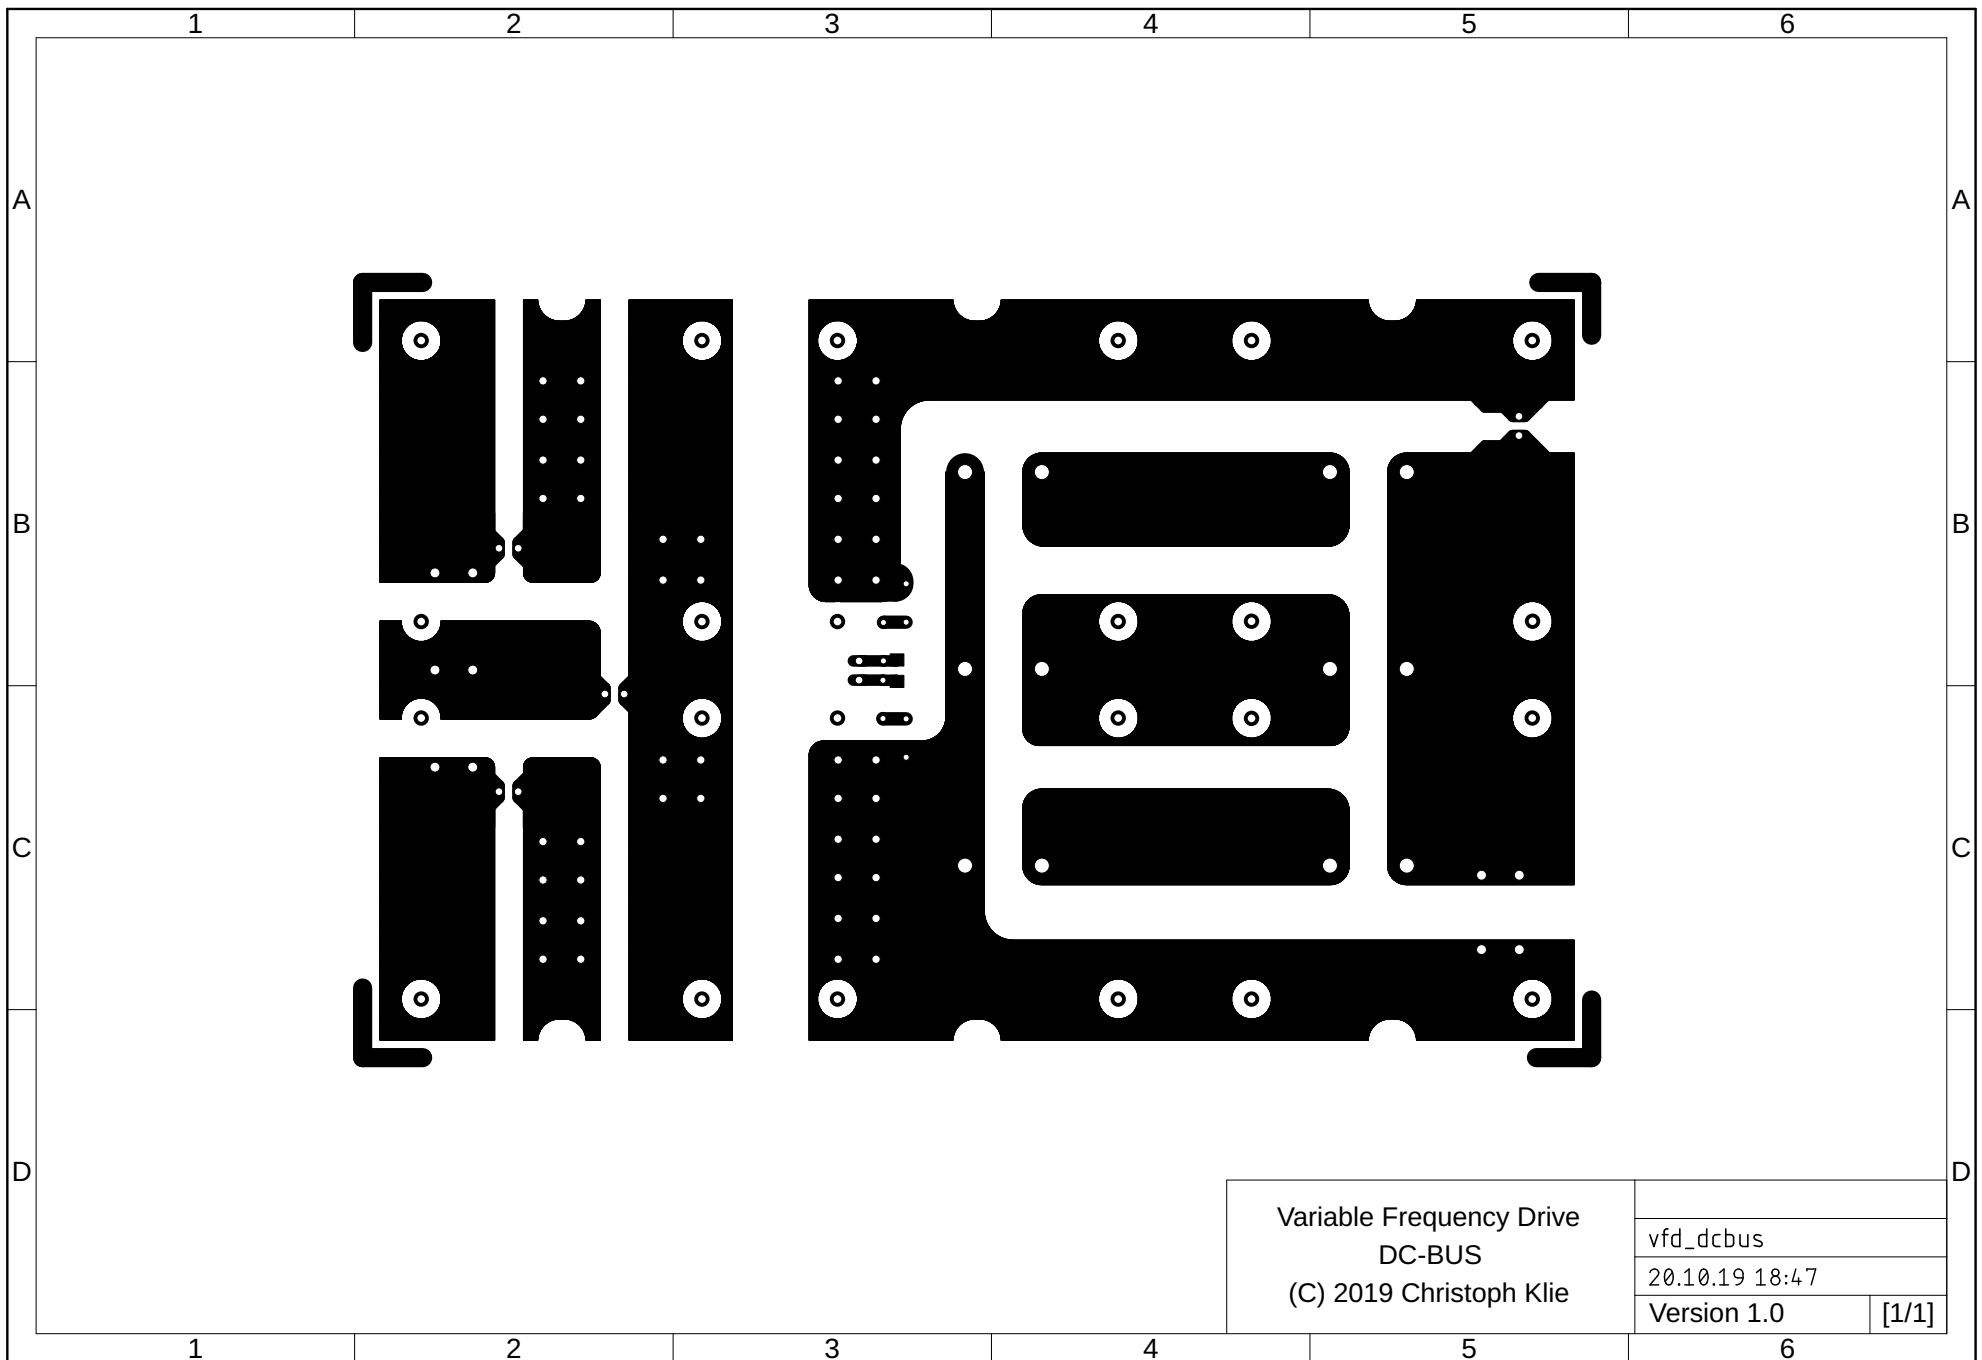 1 2 3 4 5 6
A A
B B
C C
D D
Variable Frequency Drive
DC-BUS
(C) 2019 Christoph Klie
vfd_dcbus
20.10.19 18:47
Version 1.0 [1/1]
1 2 3 4 5 6